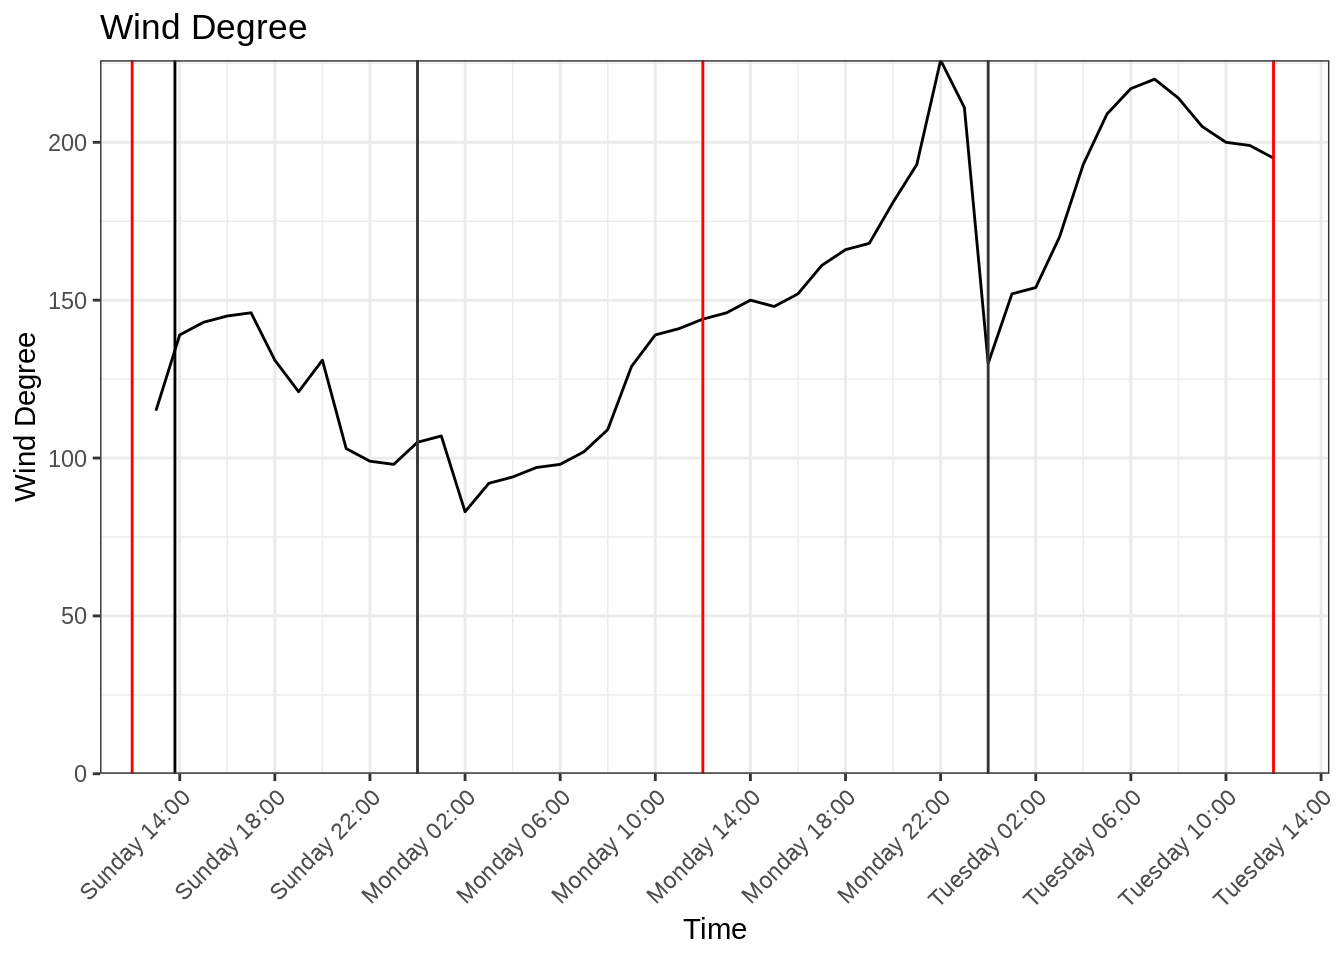 Wind Degree
Wind Degree
200
150
100
50
0
Sunday 14:00
Sunday 18:00
Sunday 22:00
Monday 02:00
Monday 06:00
Monday 10:00
Monday 14:00
Monday 18:00
Monday 22:00
Tuesday 02:00
Tuesday 06:00
Tuesday 10:00
Tuesday 14:00
Time